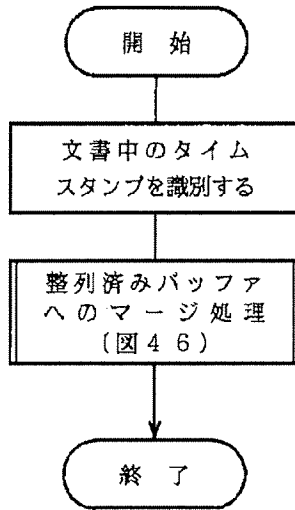 開始
文書中のタイム
スタンプを識別する
整列済みバッファ
へのマージ処理
(図46)
終了